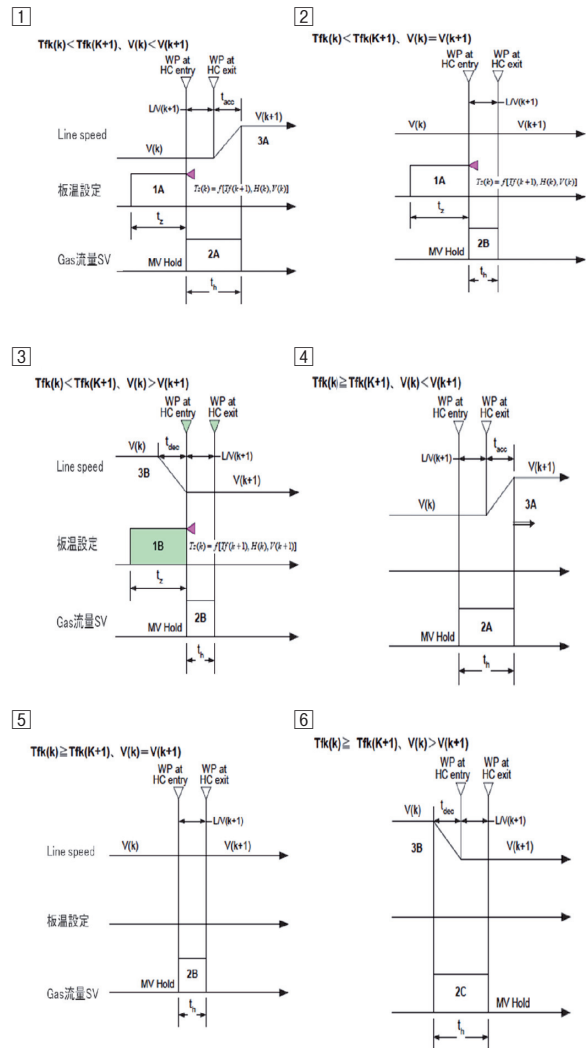 1
Tfk(k)<Tfk(K+1)、V(k)<V(k+1)
WP at HC entry
WP at HC exit
L/V(k+1)
tacc
Line speed
V(k)
V(k+1)
3A
板温設定
1A
Tz(k) = f[Tf(k+1), H(k), V(k)]
tz
Gas流量SV
MV Hold
2A
th
2
Tfk(k)<Tfk(K+1)、V(k)=V(k+1)
WP at HC entry
WP at HC exit
L/V(k+1)
V(k)
V(k+1)
1A
Tz(k) = f[Tf(k+1), H(k), V(k)]
tz
MV Hold
2B
th
3
Tfk(k)<Tfk(K+1)、V(k)>V(k+1)
WP at HC entry
WP at HC exit
V(k)
tdec
L/V(k+1)
Line speed
3B
V(k+1)
板温設定
1B
Tz(k) = f[Tf(k+1), H(k), V(k+1)]
tz
Gas流量SV
MV Hold
2B
th
4
Tfk(k)≧Tfk(K+1)、V(k)<V(k+1)
WP at HC entry
WP at HC exit
L/V(k+1)
tacc
V(k)
V(k+1)
3A
MV Hold
2A
th
5
Tfk(k)≧Tfk(K+1)、V(k)=V(k+1)
WP at HC entry
WP at HC exit
L/V(k+1)
Line speed
V(k)
V(k+1)
板温設定
Gas流量SV
MV Hold
2B
th
6
Tfk(k)≧ Tfk(K+1)、V(k)>V(k+1)
WP at HC entry
WP at HC exit
V(k)
tdec
L/V(k+1)
3B
V(k+1)
2C
MV Hold
th